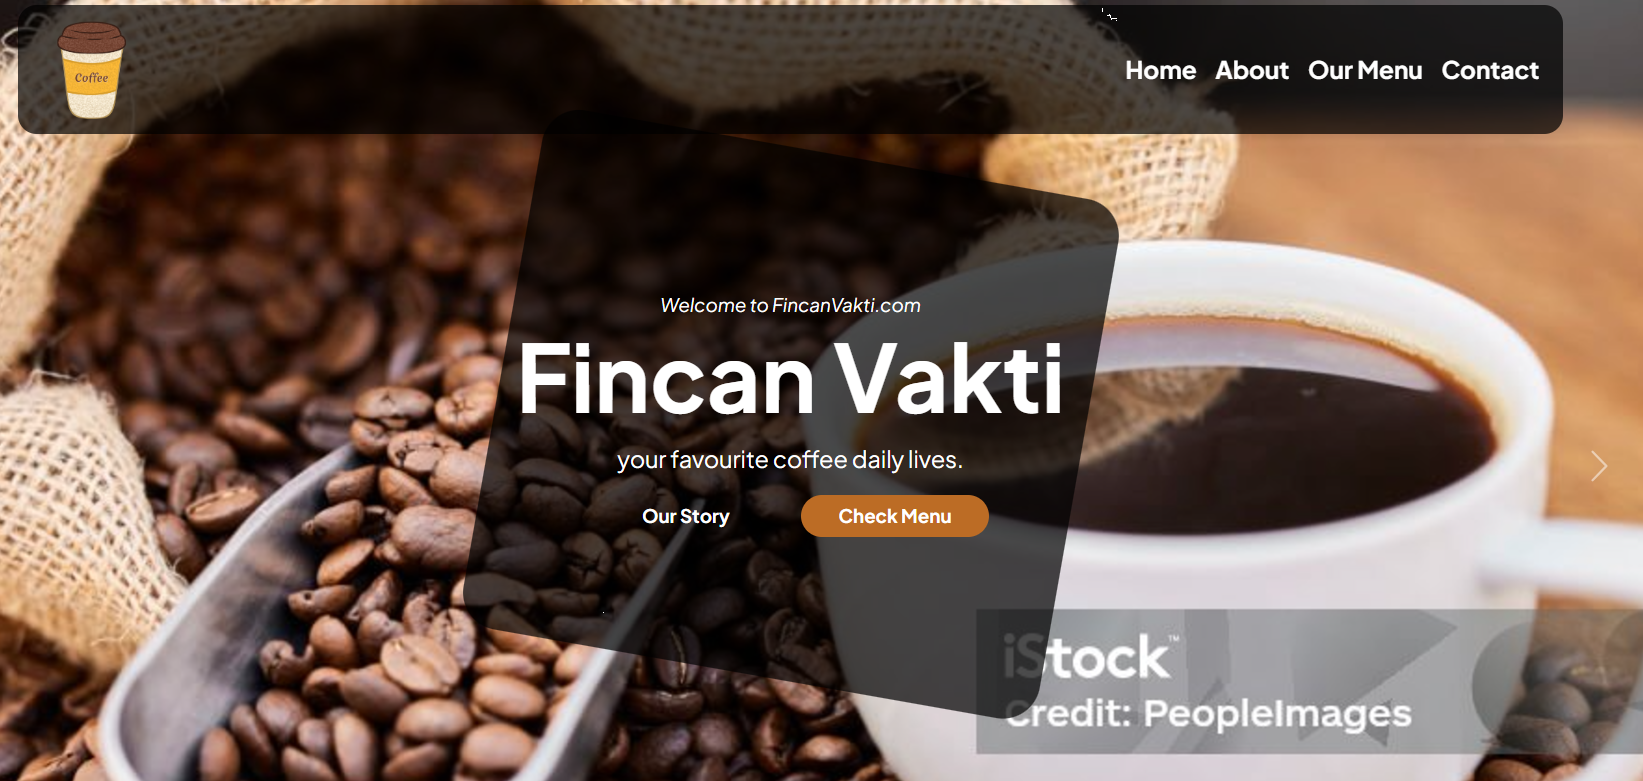 Coffee
Home About Our Menu Contact
Welcome to FincanVakti.com
Fincan Vakti
your favourite coffee daily lives.
Our Story Check Menu
iStock™
Credit: PeopleImages